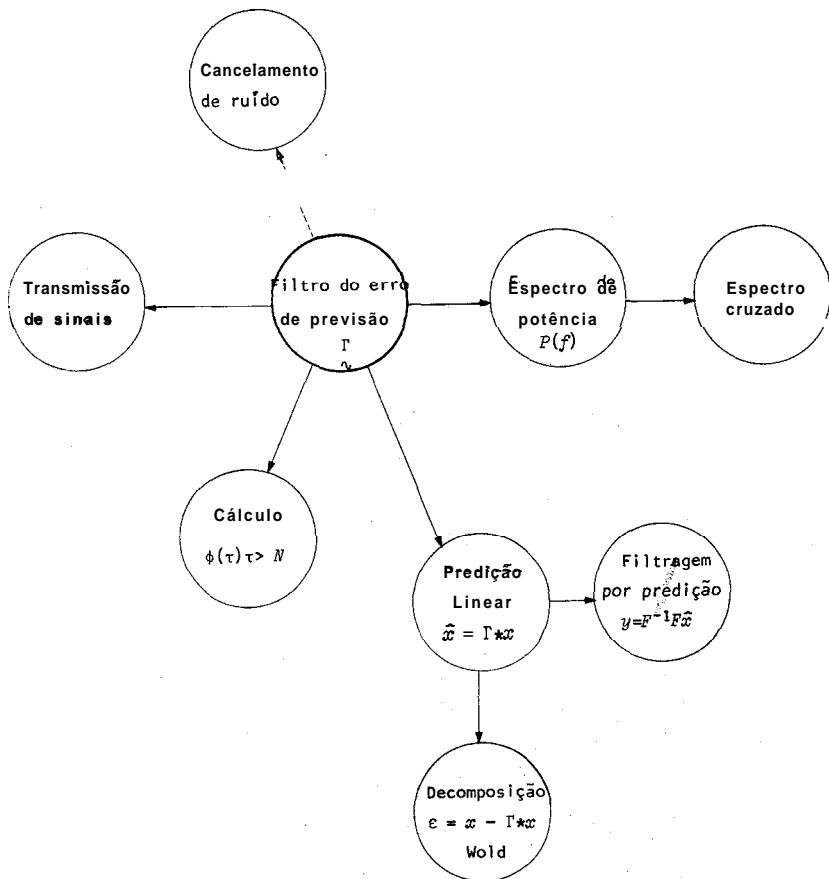 Cancelamento
de ruído
Transmissão
de sinais
Filtro do erro
de previsão
Γ
~
Espectro de
potência
P(f)
Espectro
cruzado
Cálculo
ϕ(τ)τ> N
Predição
Linear
x̂ = Γ*x
Filtragem
por predição
y=F⁻¹Fx̂
Decomposição
ε = x - Γ*x
Wold